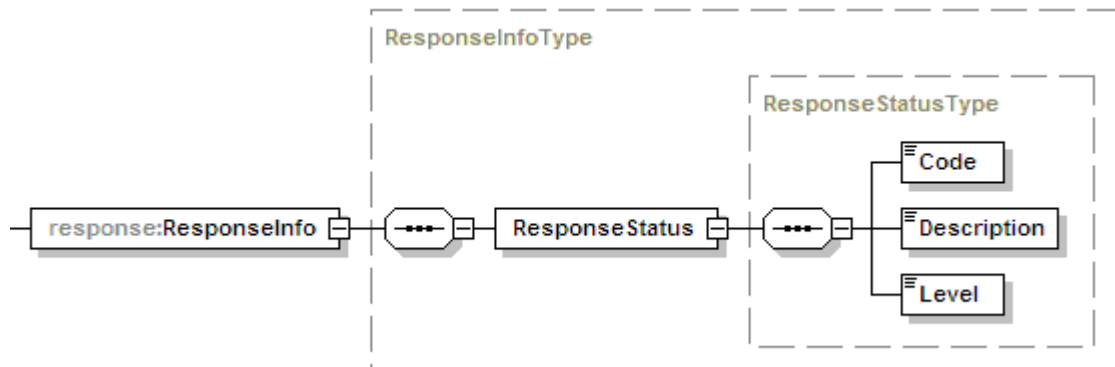 ResponseInfoType
ResponseStatusType
Code
response:ResponseInfo
ResponseStatus
Description
Level